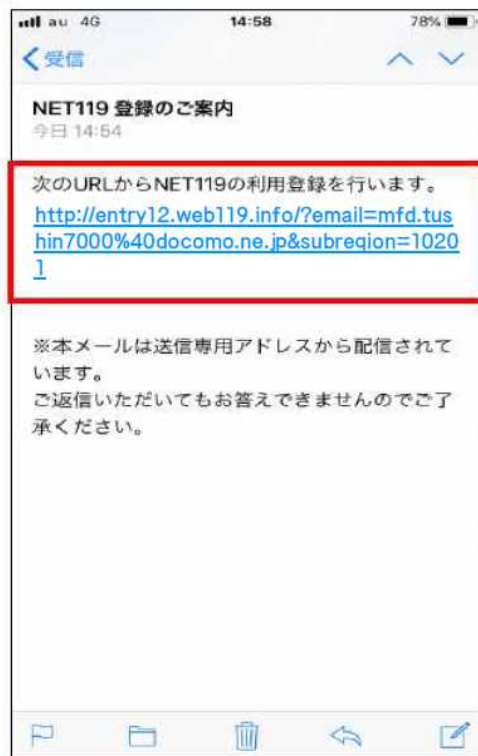 au 4G 14:58 78%
受信
NET119 登録のご案内
今日 14:54
次のURLからNET119の利用登録を行います。
http://entry12.web119.info/?email=mfd.tus
hin7000%40docomo.ne.jp&subreqion=1020
1
※本メールは送信専用アドレスから配信されて
います。
ご返信いただいてもお答えできませんのでご了
承ください。